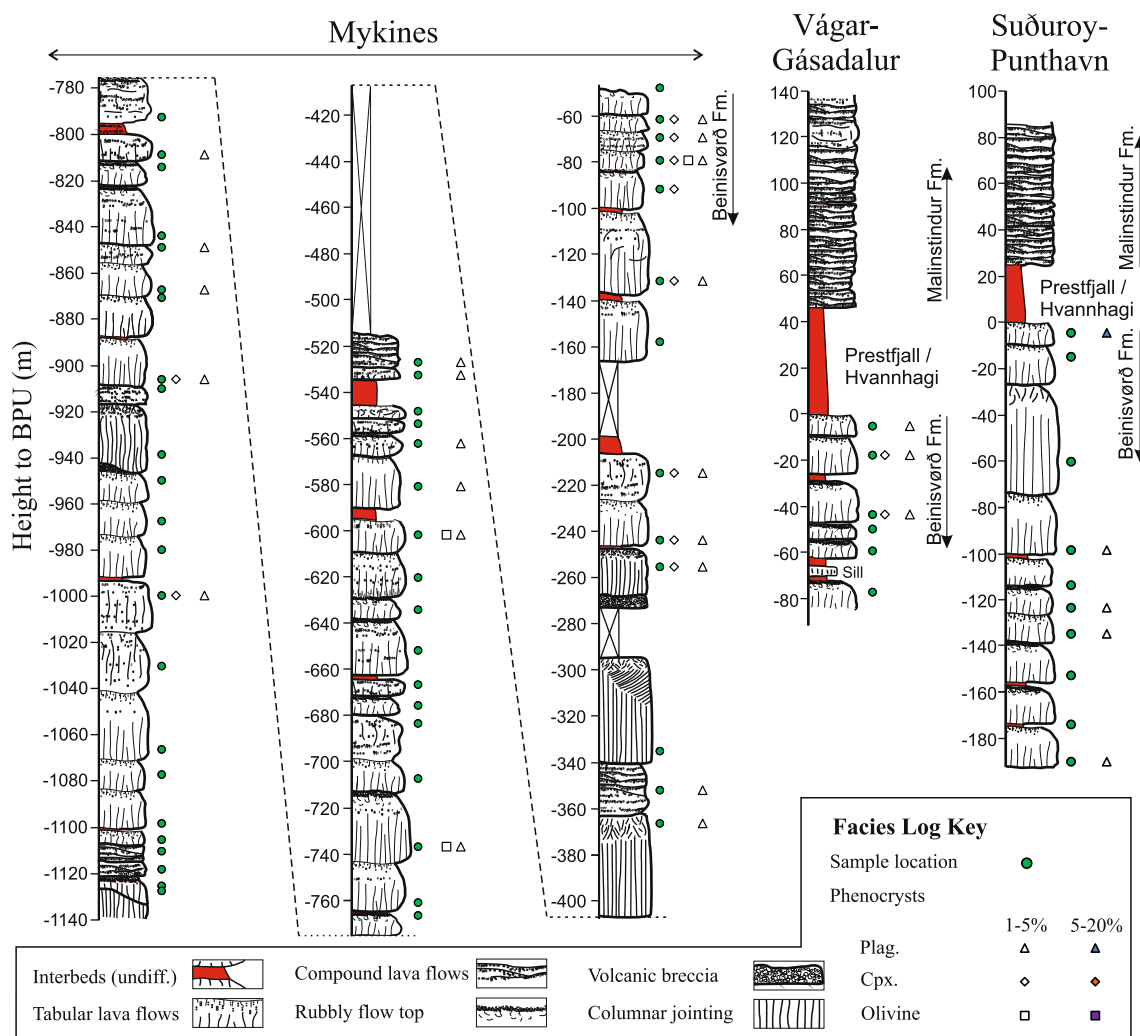 Mykines
Vágar-
Gásadalur
Suðuroy-
Punthavn
Height to BPU (m)
-780
-800
-820
-840
-860
-880
-900
-920
-940
-960
-980
-1000
-1020
-1040
-1060
-1080
-1100
-1120
-1140
-420
-440
-460
-480
-500
-520
-540
-560
-580
-600
-620
-640
-660
-680
-700
-720
-740
-760
-60
-80
-100
-120
-140
-160
-180
-200
-220
-240
-260
-280
-300
-320
-340
-360
-380
-400
Beinisvørð Fm.
140
120
100
80
60
40
20
0
-20
-40
-60
-80
Malinstindur Fm.
Prestfjall /
Hvannhagi
Beinisvørð Fm.
Sill
100
80
60
40
20
0
-20
-40
-60
-80
-100
-120
-140
-160
-180
Malinstindur Fm.
Prestfjall /
Hvannhagi
Beinisvørð Fm.
Facies Log Key
Sample location
Phenocrysts
1-5% 5-20%
Plag.
Cpx.
Olivine
Interbeds (undiff.)
Compound lava flows
Volcanic breccia
Tabular lava flows
Rubbly flow top
Columnar jointing